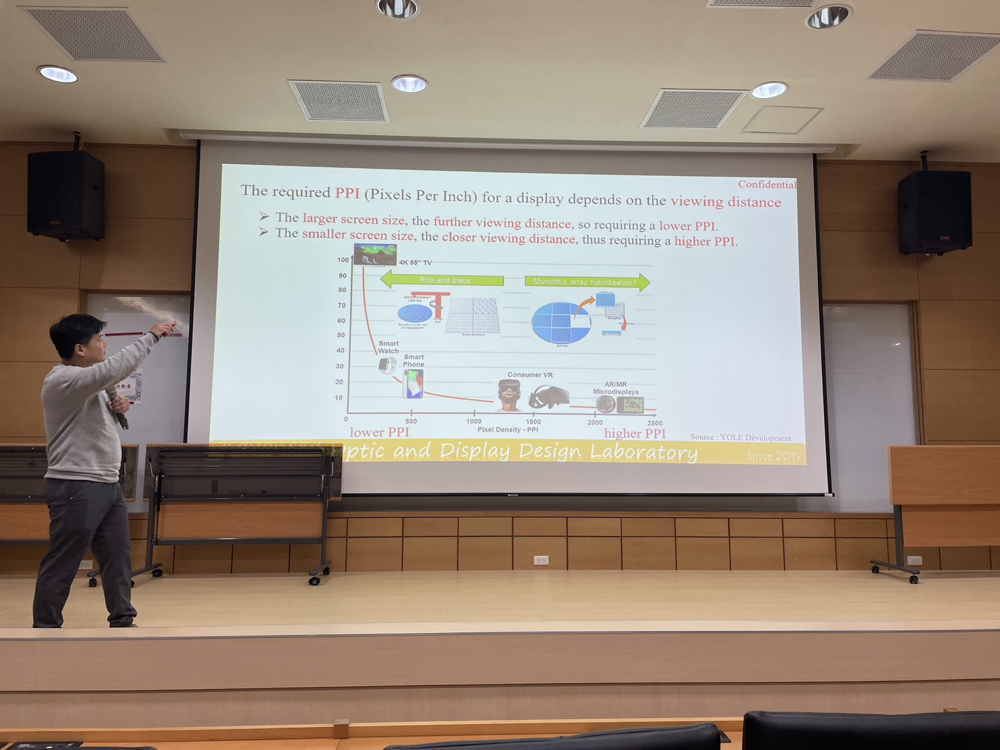 Confidential
The required PPI (Pixels Per Inch) for a display depends on the viewing distance
➢ The larger screen size, the further viewing distance, so requiring a lower PPI.
➢ The smaller screen size, the closer viewing distance, thus requiring a higher PPI.
100
90
80
70
60
50
40
30
20
10
0
4K 55" TV
Pick and place
Monolithic array hybridization?
Smart
Watch
Smart
Phone
Consumer VR
AR/MR
Microdisplays
500
1000
1500
2000
2500
lower PPI
Pixel Density - PPI
higher PPI
Source : YOLE Dévelopment
Optic and Display Design Laboratory
Since 2019
飲食